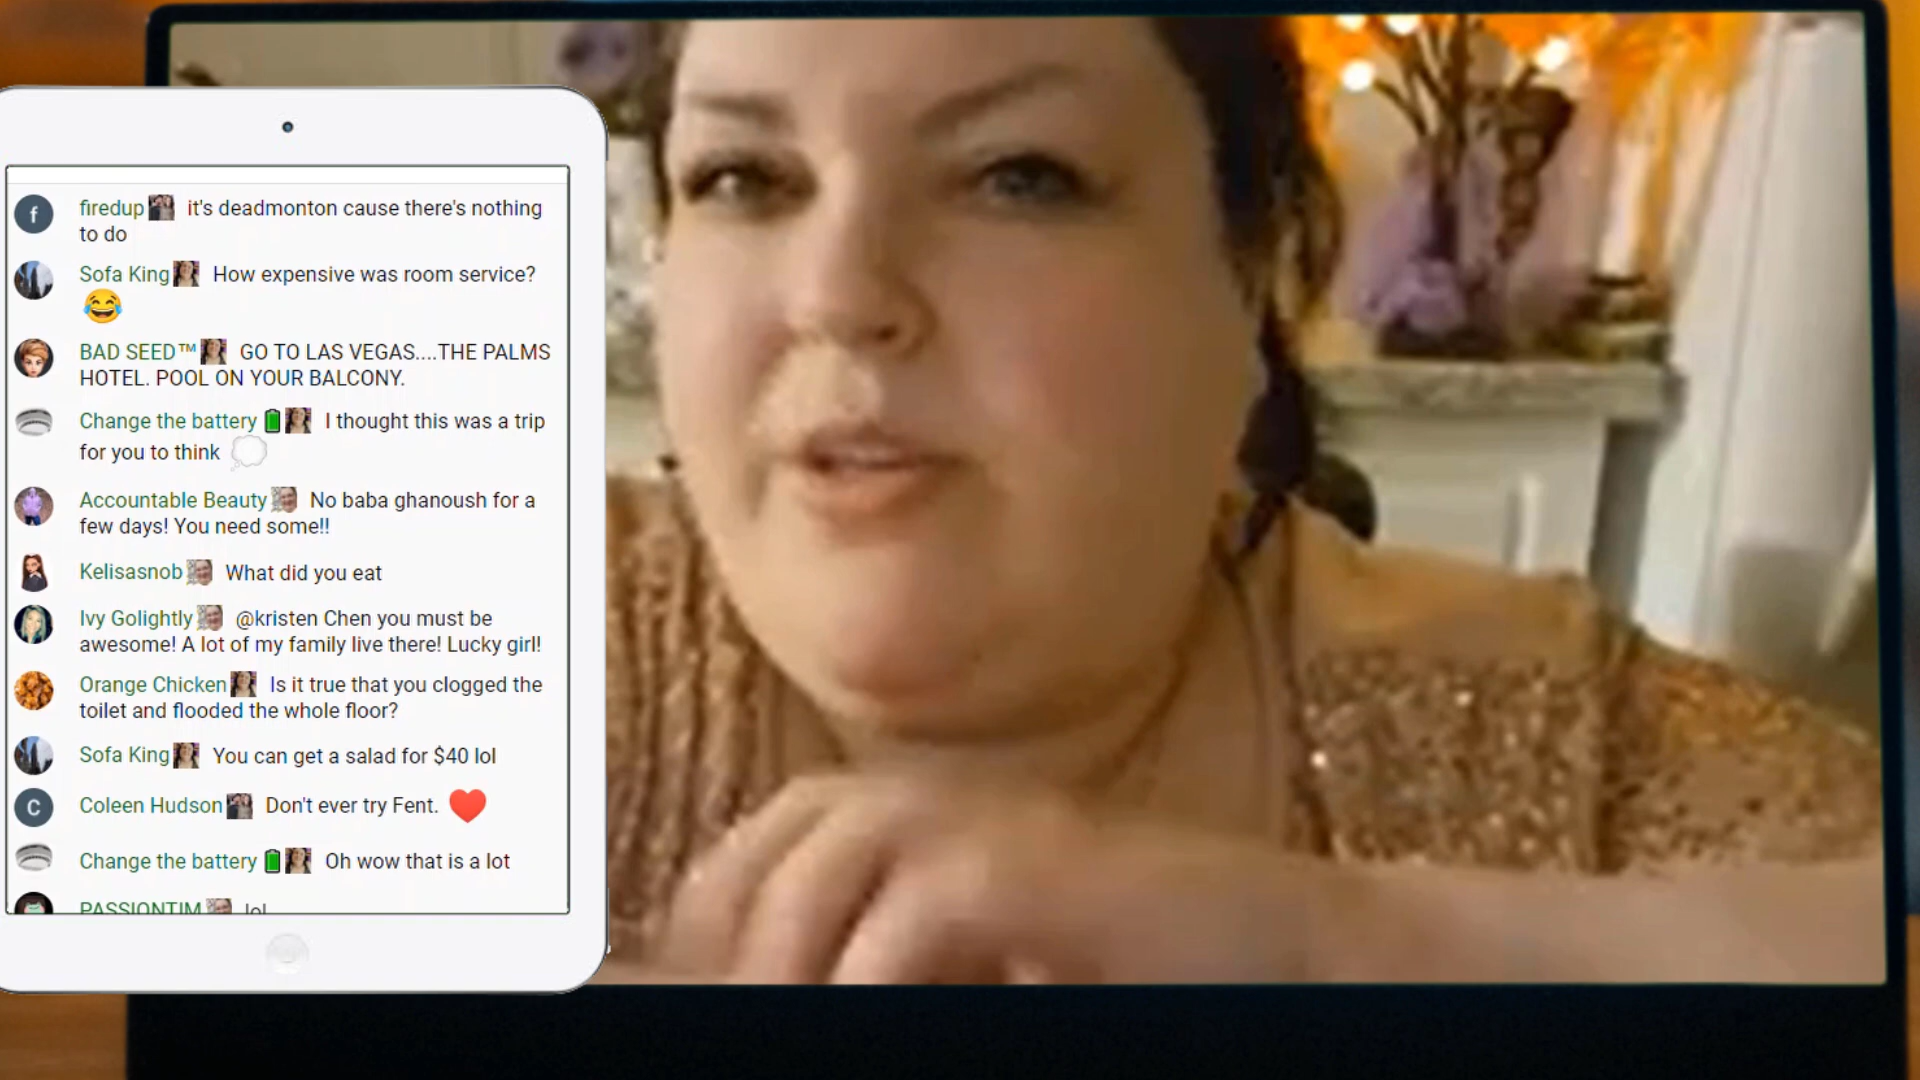 firedup it's deadmonton cause there's nothing
to do
Sofa King How expensive was room service?
😂
BAD SEED™ GO TO LAS VEGAS....THE PALMS
HOTEL. POOL ON YOUR BALCONY.
Change the battery I thought this was a trip
for you to think
Accountable Beauty No baba ghanoush for a
few days! You need some!!
Kelisasnob What did you eat
Ivy Golightly @kristen Chen you must be
awesome! A lot of my family live there! Lucky girl!
Orange Chicken Is it true that you clogged the
toilet and flooded the whole floor?
Sofa King You can get a salad for $40 lol
Coleen Hudson Don't ever try Fent. ❤️
Change the battery Oh wow that is a lot
PASSIONTIM lol